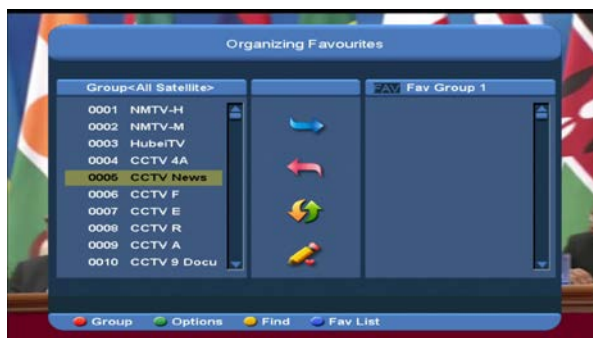 Organizing Favourites
Group<All Satellite>
FAV Fav Group 1
0001 NMTV-H
0002 NMTV-M
0003 HubeiTV
0004 CCTV 4A
0005 CCTV News
0006 CCTV F
0007 CCTV E
0008 CCTV R
0009 CCTV A
0010 CCTV 9 Docu
Group Options Find Fav List